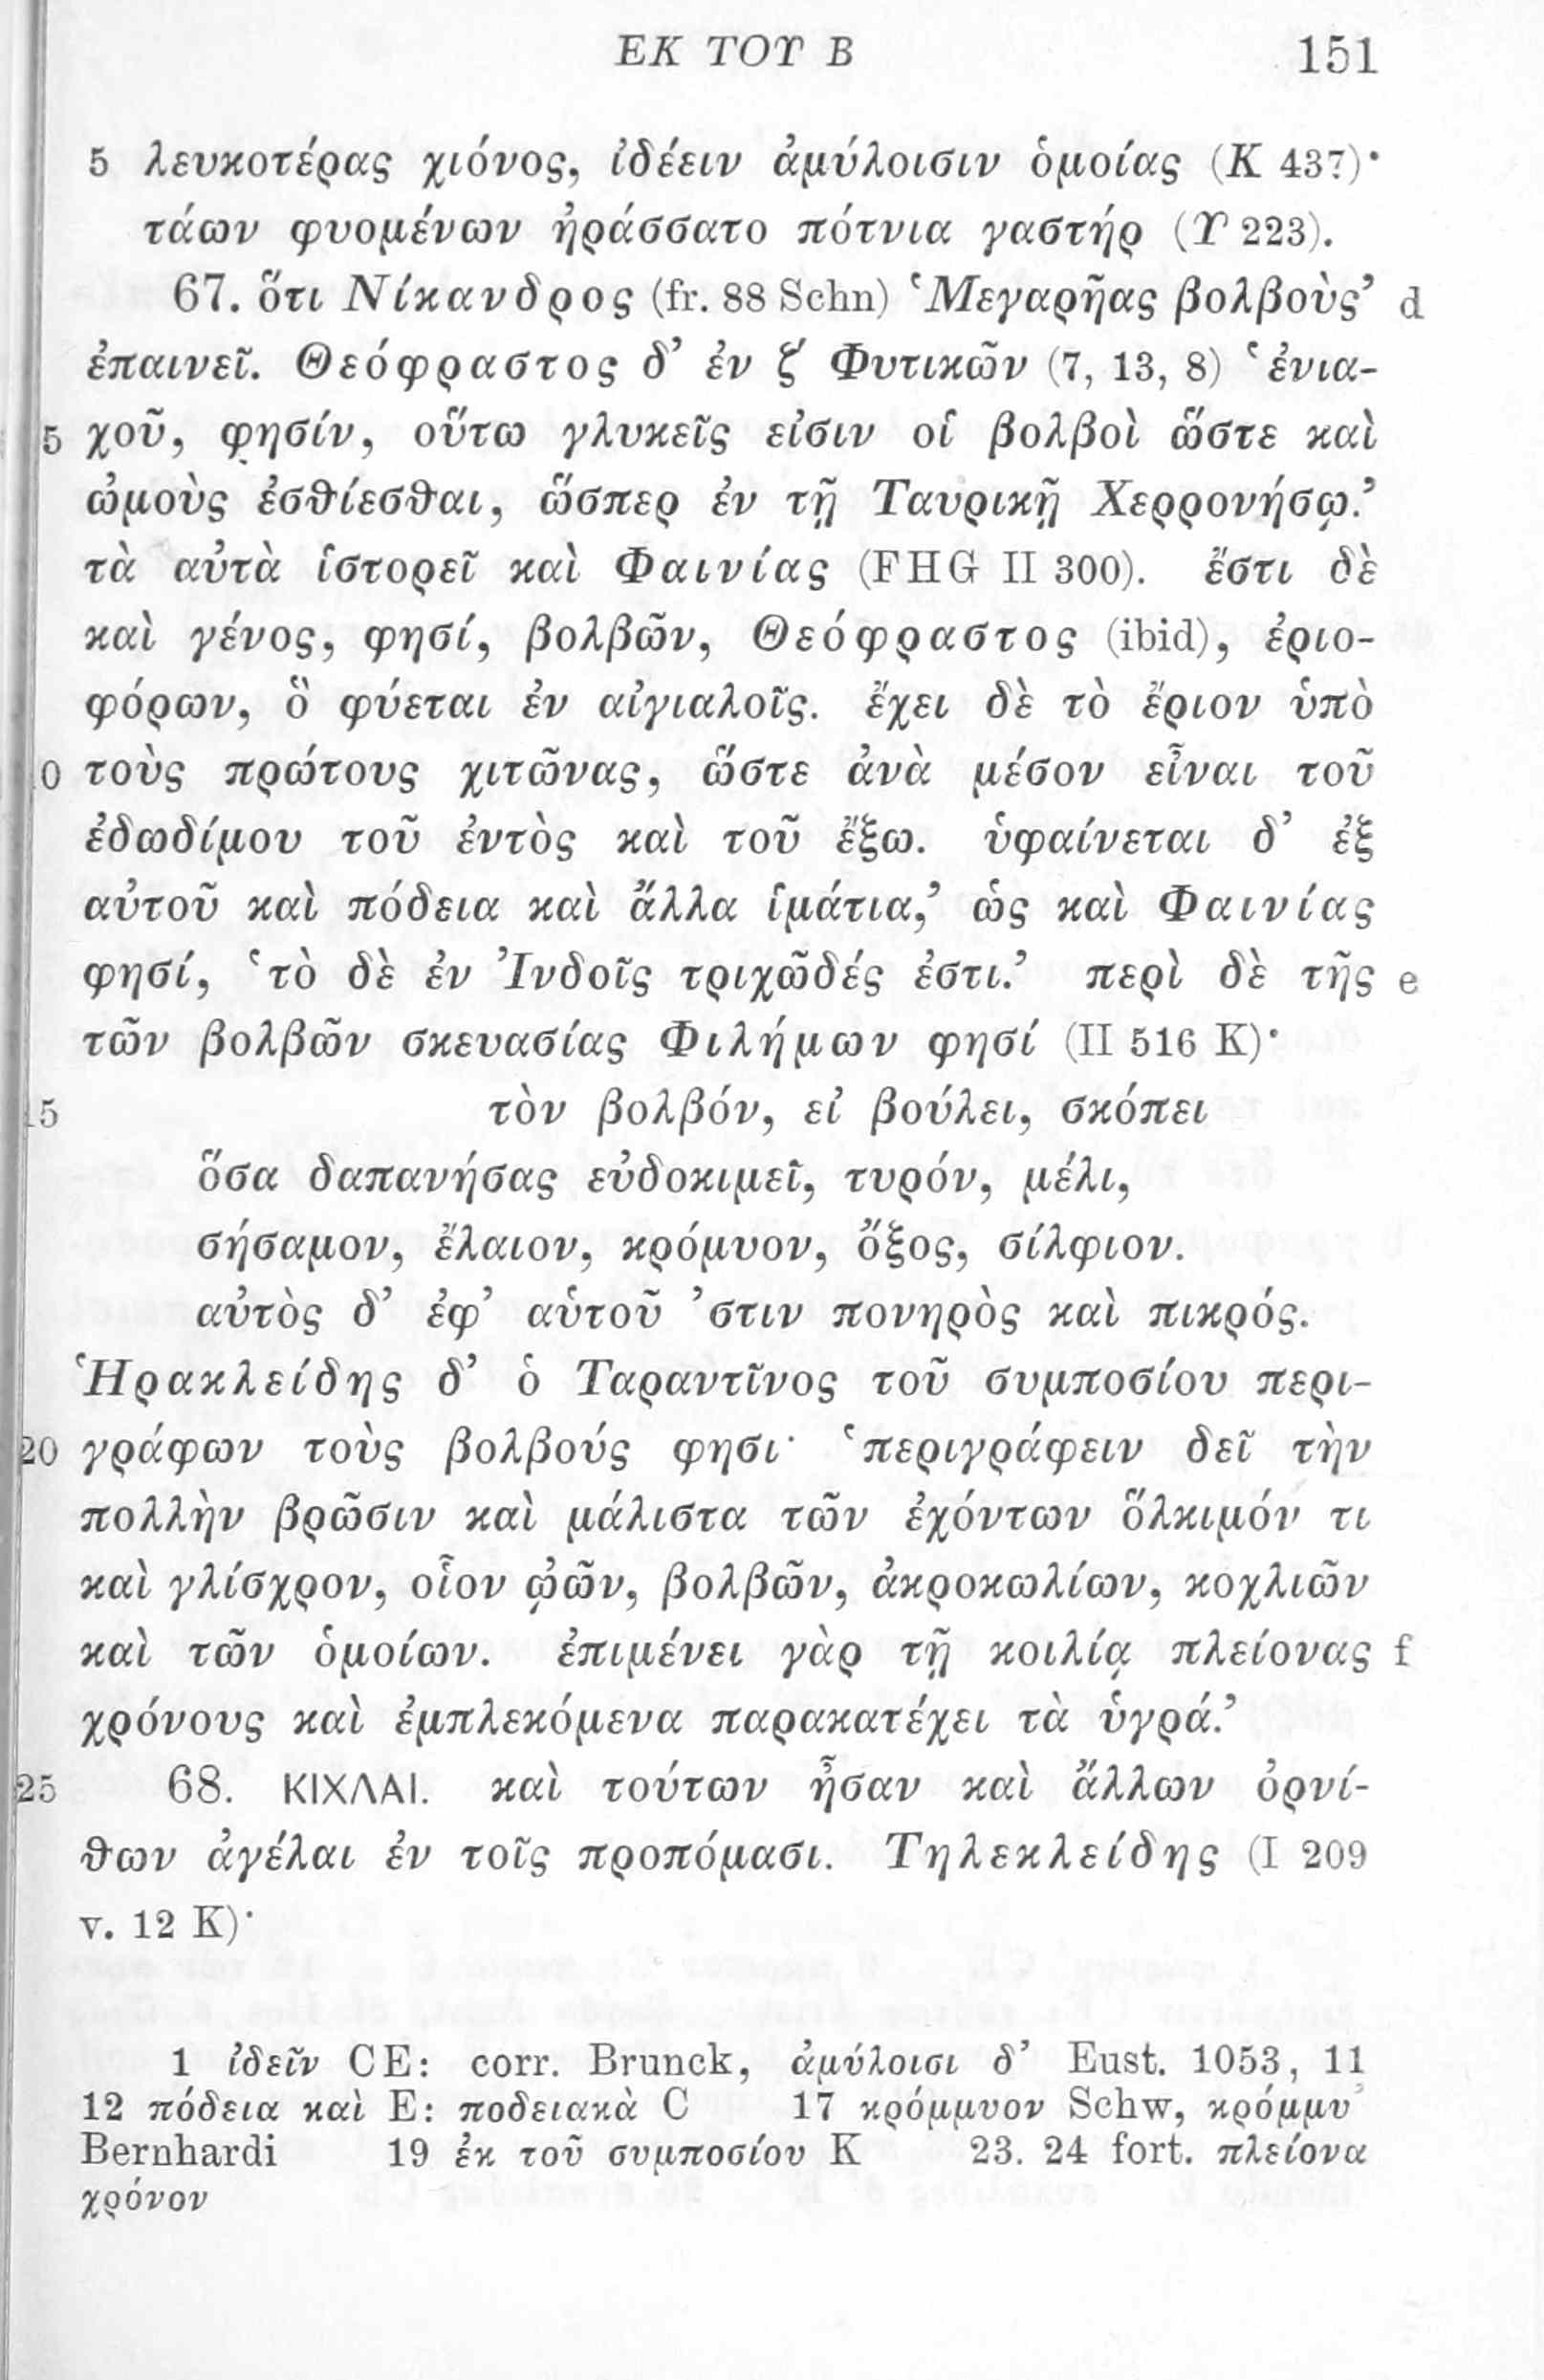 ΕΚ ΤΟΥ Β 151
5 λευκοτέρας χιόνος, ἰδέειν ἀμύλοισιν ὁμοίας (Κ 437)·
τάων φυομένων ἠράσσατο πότνια γαστήρ (Υ 223).
67. ὅτι Νίκανδρος (fr. 88 Schn) ‘Μεγαρῆας βολβοὺς’ d
ἐπαινεῖ. Θεόφραστος δ’ ἐν ζ΄ Φυτικῶν (7, 13, 8) ‘ἐνια-
5 χοῦ, φησίν, οὕτω γλυκεῖς εἰσιν οἱ βολβοὶ ὥστε καὶ
ὠμοὺς ἐσθίεσθαι, ὥσπερ ἐν τῇ Ταυρικῇ Χερρονήσῳ.’
τὰ αὐτὰ ἱστορεῖ καὶ Φαινίας (FHG II 300). ἔστι δὲ
καὶ γένος, φησί, βολβῶν, Θεόφραστος (ibid), ἐριο-
φόρων, ὃ φύεται ἐν αἰγιαλοῖς. ἔχει δὲ τὸ ἔριον ὑπὸ
10 τοὺς πρώτους χιτῶνας, ὥστε ἀνὰ μέσον εἶναι τοῦ
ἐδωδίμου τοῦ ἐντὸς καὶ τοῦ ἔξω. ὑφαίνεται δ’ ἐξ
αὐτοῦ καὶ πόδεια καὶ ἄλλα ἱμάτια,’ ὡς καὶ Φαινίας
φησί, ‘τὸ δὲ ἐν Ἰνδοῖς τριχῶδές ἐστι.’ περὶ δὲ τῆς e
τῶν βολβῶν σκευασίας Φιλήμων φησί (II 516 K)·
15 τὸν βολβόν, εἰ βούλει, σκόπει
ὅσα δαπανήσας εὐδοκιμεῖ, τυρόν, μέλι,
σήσαμον, ἔλαιον, κρόμυον, ὄξος, σίλφιον.
αὐτὸς δ’ ἐφ’ αὑτοῦ ’στιν πονηρὸς καὶ πικρός.
Ἡρακλείδης δ’ ὁ Ταραντῖνος τοῦ συμποσίου περι-
20 γράφων τοὺς βολβούς φησι· ‘περιγράφειν δεῖ τὴν
πολλὴν βρῶσιν καὶ μάλιστα τῶν ἐχόντων ὅλκιμόν τι
καὶ γλίσχρον, οἷον ᾠῶν, βολβῶν, ἀκροκωλίων, κοχλιῶν
καὶ τῶν ὁμοίων. ἐπιμένει γὰρ τῇ κοιλίᾳ πλείονας f
χρόνους καὶ ἐμπλεκόμενα παρακατέχει τὰ ὑγρά.’
25 68. ΚΙΧΛΑΙ. καὶ τούτων ἦσαν καὶ ἄλλων ὀρνί-
θων ἀγέλαι ἐν τοῖς προπόμασι. Τηλεκλείδης (I 209
v. 12 K)·
1 ἰδεῖν CE: corr. Brunck, ἀμύλοισι δ’ Eust. 1053, 11
12 πόδεια καὶ E: ποδειακὰ C 17 κρόμμυον Schw, κρόμμυ’
Bernhardi 19 ἐκ τοῦ συμποσίου K 23. 24 fort. πλείονα
χρόνον